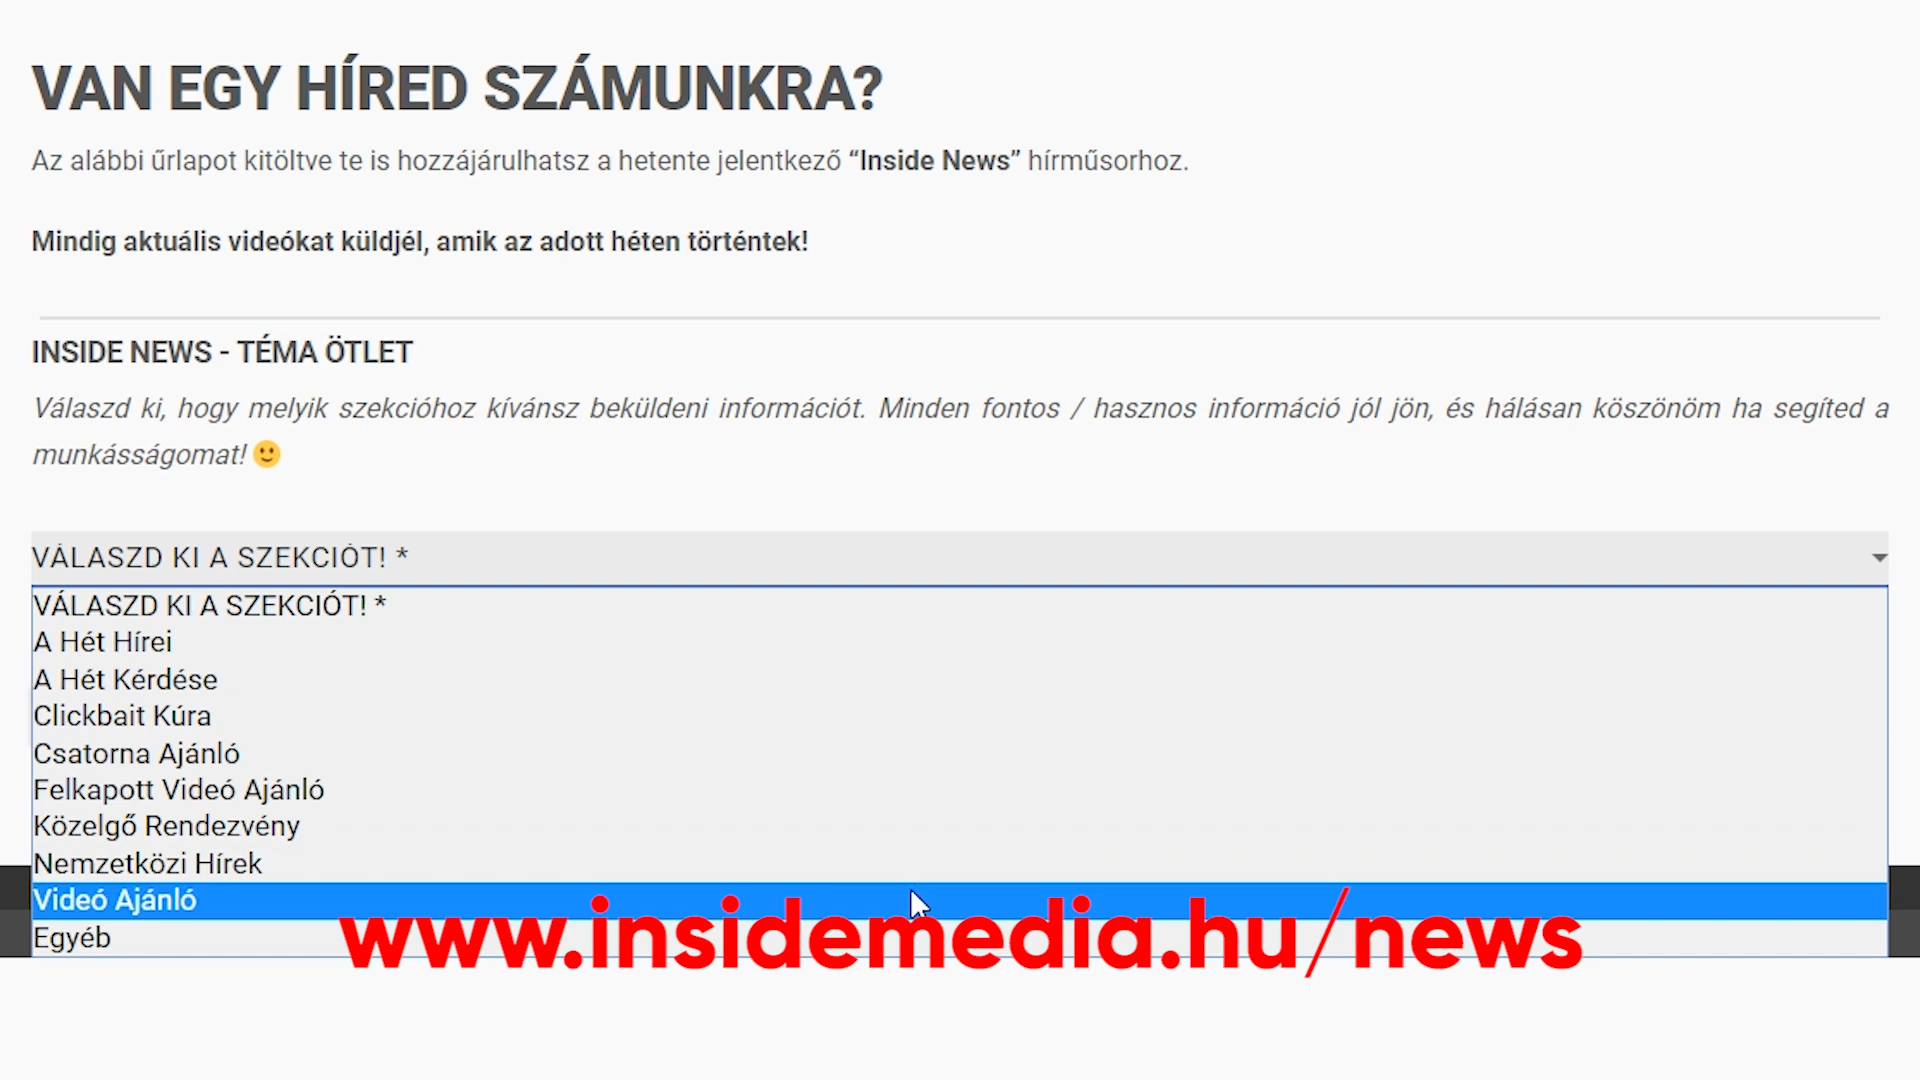 VAN EGY HÍRED SZÁMUNKRA?
Az alábbi űrlapot kitöltve te is hozzájárulhatsz a hetente jelentkező “Inside News” hírműsorhoz.
Mindig aktuális videókat küldjél, amik az adott héten történtek!
INSIDE NEWS - TÉMA ÖTLET
Válaszd ki, hogy melyik szekcióhoz kívánsz beküldeni információt. Minden fontos / hasznos információ jól jön, és hálásan köszönöm ha segíted a
munkásságomat! 🙂
VÁLASZD KI A SZEKCIÓT! *
VÁLASZD KI A SZEKCIÓT! *
A Hét Hírei
A Hét Kérdése
Clickbait Kúra
Csatorna Ajánló
Felkapott Videó Ajánló
Közelgő Rendezvény
Nemzetközi Hírek
Videó Ajánló
Egyéb
www.insidemedia.hu/news